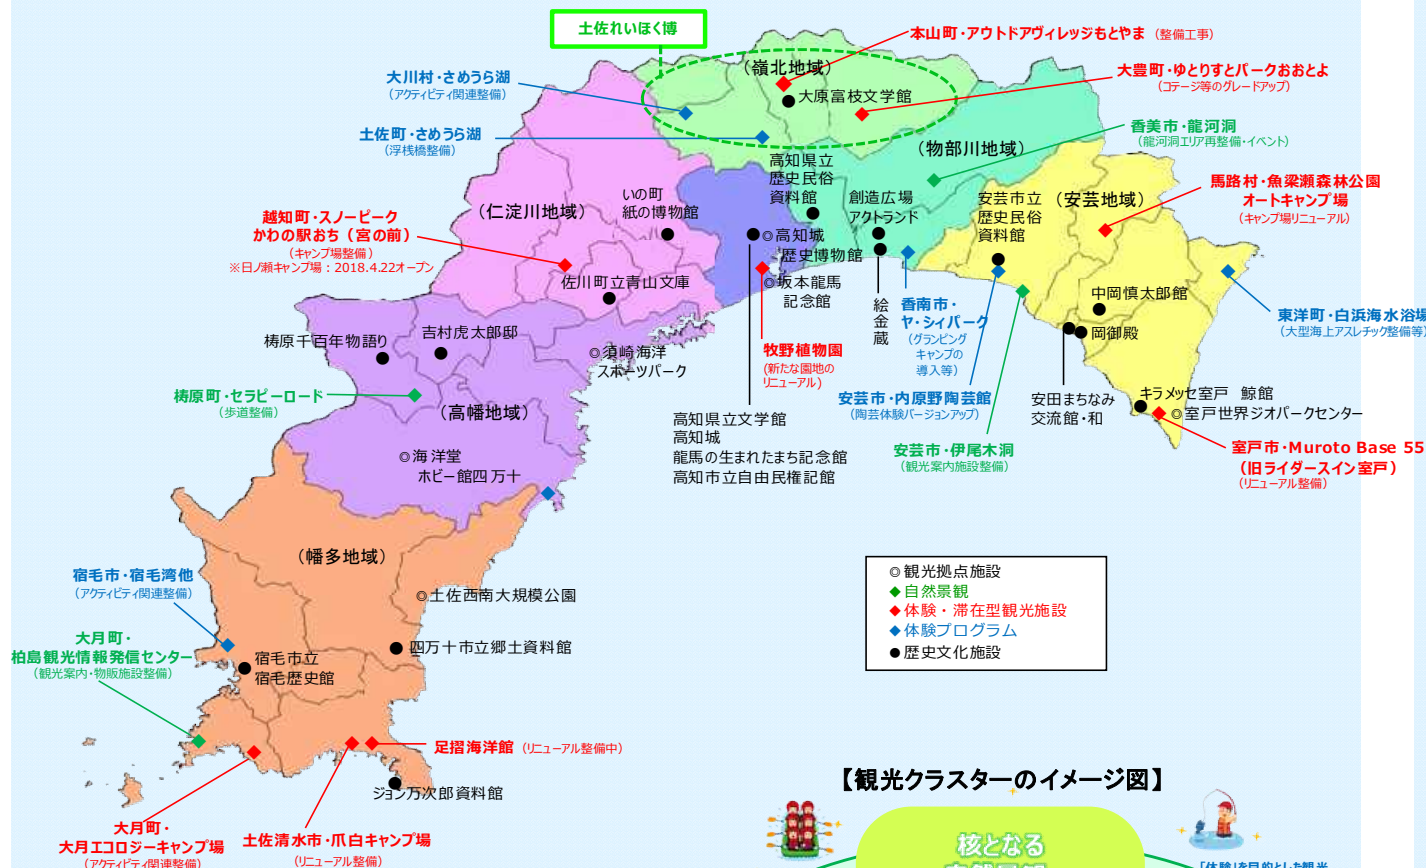 土佐れいほく博
本山町・アウトドアヴィレッジもとやま（整備工事）
（嶺北地域）
大川村・さめうら湖
（アクティビティ関連整備）
大豊町・ゆとりすとパークおおとよ
（コテージ等のグレードアップ）
大原富枝文学館
土佐町・さめうら湖
（浮桟橋整備）
香美市・龍河洞
（龍河洞エリア再整備・イベント）
（物部川地域）
高知県立
歴史民俗
資料館
馬路村・魚梁瀬森林公園
オートキャンプ場
（キャンプ場リニューアル）
（安芸地域）
安芸市立
歴史民俗
資料館
創造広場
アクトランド
いの町
紙の博物館
（仁淀川地域）
越知町・スノーピーク
かわの駅おち（宮の前）
（キャンプ場整備）
※日ノ瀬キャンプ場：2018.4.22オープン
◎高知城
歴史博物館
佐川町立青山文庫
◎坂本龍馬
記念館
絵金蔵
香南市・
ヤ・シィパーク
（グランピング
キャンプの
導入等）
中岡慎太郎館
東洋町・白浜海水浴場
（大型海上アスレチック整備等）
岡御殿
吉村虎太郎邸
梼原千百年物語り
◎須崎海洋
スポーツパーク
牧野植物園
（新たな園地の
リニューアル）
梼原町・セラピーロード
（歩道整備）
（高幡地域）
安芸市・内原野陶芸館
（陶芸体験バージョンアップ）
安田まちなみ
交流館・和
キラメッセ室戸　鯨館
◎室戸世界ジオパークセンター
高知県立文学館
高知城
龍馬の生まれたまち記念館
高知市立自由民権記館
安芸市・伊尾木洞
（観光案内施設整備）
室戸市・Muroto Base 55
（旧ライダースイン室戸）
（リニューアル整備）
◎海洋堂
ホビー館四万十
（幡多地域）
宿毛市・宿毛湾他
（アクティビティ関連整備）
◎土佐西南大規模公園
◎観光拠点施設
◆自然景観
◆体験・滞在型観光施設
◆体験プログラム
●歴史文化施設
大月町・
柏島観光情報発信センター
（観光案内・物販施設整備）
四万十市立郷土資料館
宿毛市立
宿毛歴史館
足摺海洋館（リニューアル整備中）
ジョン万次郎資料館
大月町・
大月エコロジーキャンプ場
（アクティビティ関連整備）
土佐清水市・爪白キャンプ場
（リニューアル整備）
【観光クラスターのイメージ図】
核となる
「体験」を目的とした観光